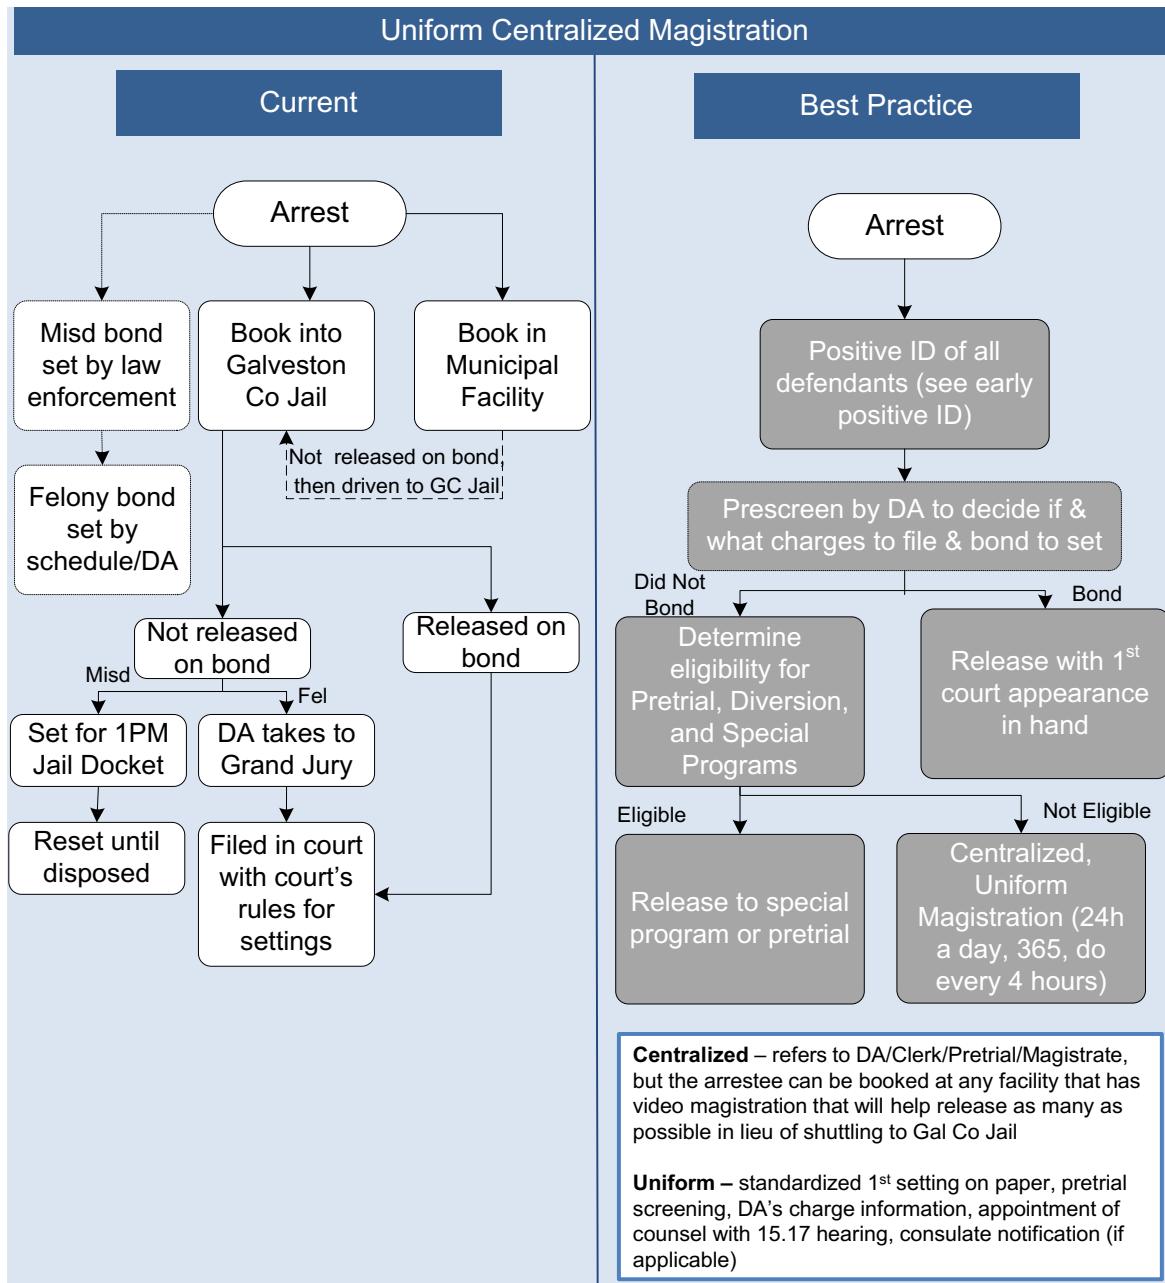 Uniform Centralized Magistration
Current
Arrest
Misd bond
set by law
enforcement
Book into
Galveston
Co Jail
Book in
Municipal
Facility
Not released on bond,
then driven to GC Jail
Felony bond
set by
schedule/DA
Not released
on bond
Released on
bond
Misd
Fel
Set for 1PM
Jail Docket
DA takes to
Grand Jury
Reset until
disposed
Filed in court
with court's
rules for
settings
Best Practice
Arrest
Positive ID of all
defendants (see early
positive ID)
Prescreen by DA to decide if &
what charges to file & bond to set
Did Not
Bond
Bond
Determine
eligibility for
Pretrial, Diversion,
and Special
Programs
Release with 1st
court appearance
in hand
Eligible
Not Eligible
Release to special
program or pretrial
Centralized,
Uniform
Magistration (24h
a day, 365, do
every 4 hours)
Centralized – refers to DA/Clerk/Pretrial/Magistrate,
but the arrestee can be booked at any facility that has
video magistration that will help release as many as
possible in lieu of shuttling to Gal Co Jail
Uniform – standardized 1st setting on paper, pretrial
screening, DA's charge information, appointment of
counsel with 15.17 hearing, consulate notification (if
applicable)